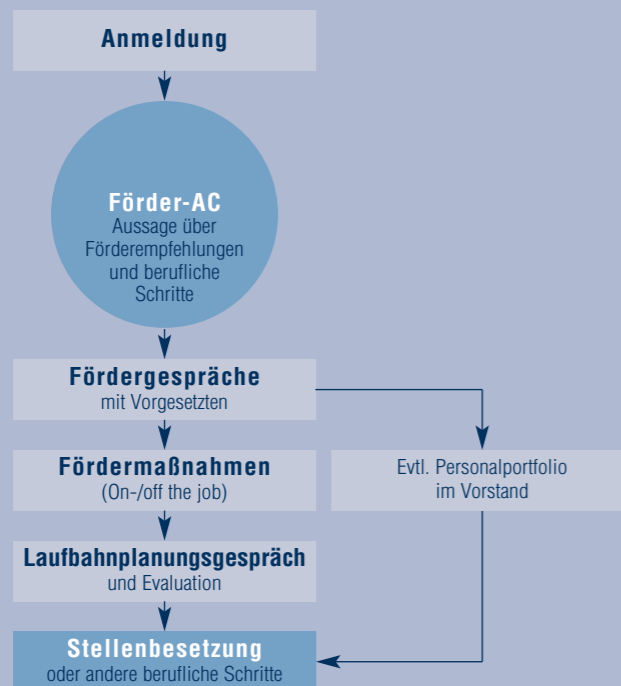 Anmeldung
Förder-AC
Aussage über
Förderempfehlungen
und berufliche
Schritte
Fördergespräche
mit Vorgesetzten
Fördermaßnahmen
(On-/off the job)
Evtl. Personalportfolio
im Vorstand
Laufbahnplanungsgespräch
und Evaluation
Stellenbesetzung
oder andere berufliche Schritte